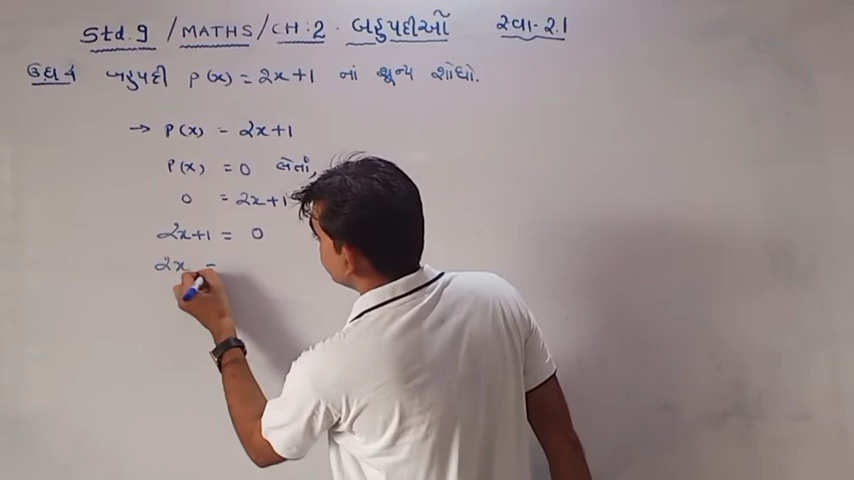 Std.9 / MATHS / CH:2. બહુપદીઓ સ્વા-2.1
ઉદા 4 બહુપદી p(x) = 2x+1 નાં શૂન્ય શોધો.
→ P(x) = 2x+1
P(x) = 0 લેતાં,
0 = 2x+1
2x+1 = 0
2x =